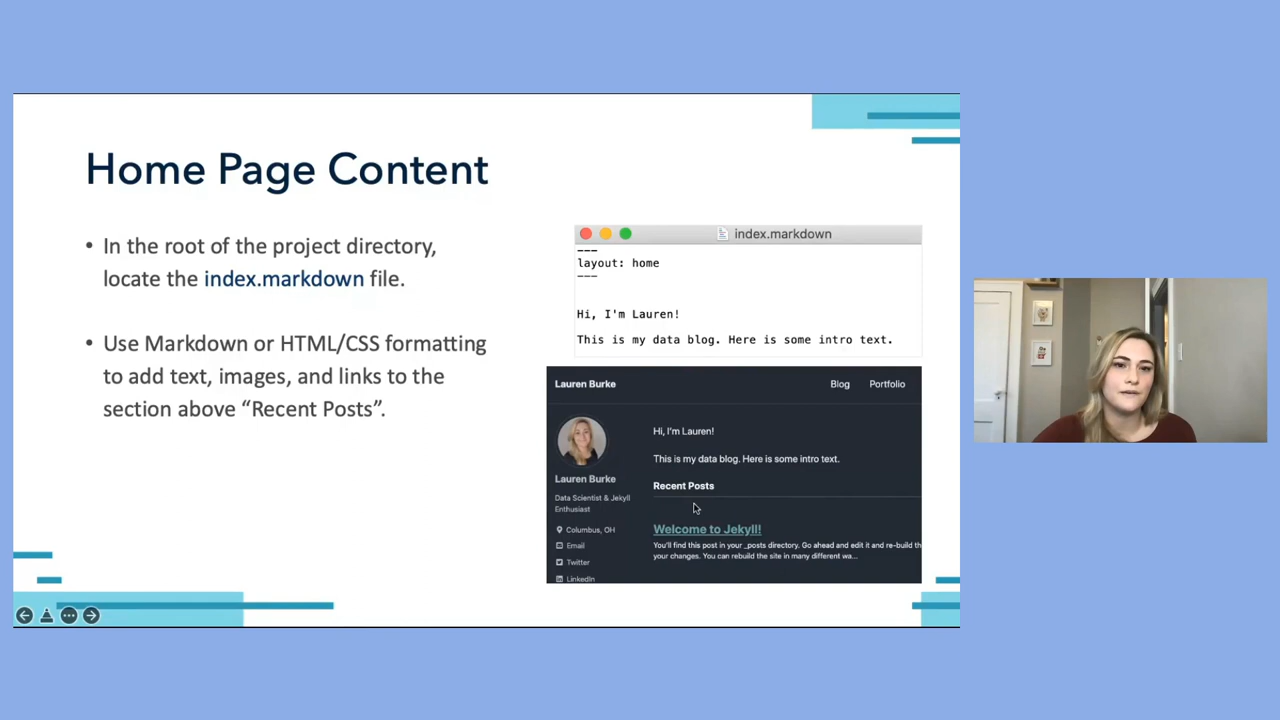 Home Page Content
• In the root of the project directory,
locate the index.markdown file.
• Use Markdown or HTML/CSS formatting
to add text, images, and links to the
section above “Recent Posts”.
index.markdown
---
layout: home
---
Hi, I'm Lauren!
This is my data blog. Here is some intro text.
Lauren Burke
Blog Portfolio
Lauren Burke
Data Scientist & Jekyll
Enthusiast
Columbus, OH
Email
Twitter
LinkedIn
Hi, I’m Lauren!
This is my data blog. Here is some intro text.
Recent Posts
Welcome to Jekyll!
You’ll find this post in your _posts directory. Go ahead and edit it and re-build th
your changes. You can rebuild the site in many different wa...